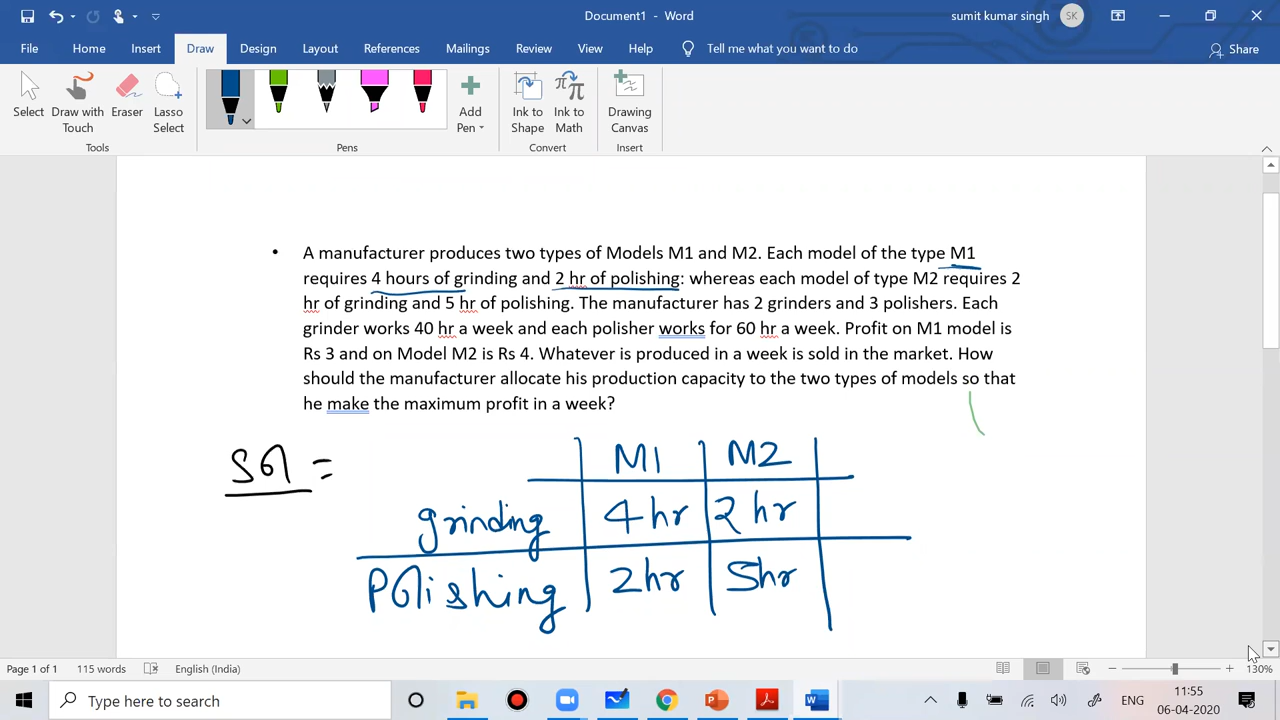 Document1 - Word
sumit kumar singh
SK
File Home Insert Draw Design Layout References Mailings Review View Help Tell me what you want to do Share
Select Draw with Touch Eraser Lasso Select Add Pen Ink to Shape Ink to Math Drawing Canvas
Tools Pens Convert Insert
• A manufacturer produces two types of Models M1 and M2. Each model of the type M1
requires 4 hours of grinding and 2 hr of polishing: whereas each model of type M2 requires 2
hr of grinding and 5 hr of polishing. The manufacturer has 2 grinders and 3 polishers. Each
grinder works 40 hr a week and each polisher works for 60 hr a week. Profit on M1 model is
Rs 3 and on Model M2 is Rs 4. Whatever is produced in a week is sold in the market. How
should the manufacturer allocate his production capacity to the two types of models so that
he make the maximum profit in a week?
Sol =
M1 M2
grinding 4 hr 2 hr
Polishing 2hr 5hr
Page 1 of 1 115 words English (India) 130%
Type here to search
ENG
11:55
06-04-2020